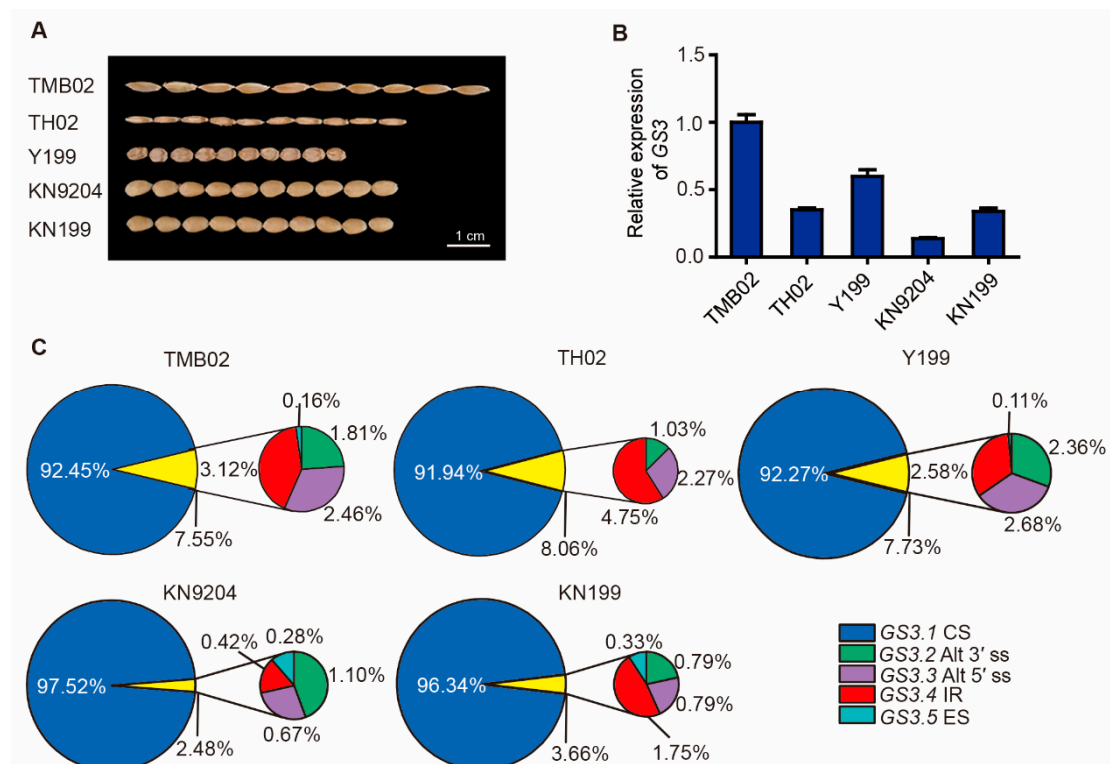 A
TMB02
TH02
Y199
KN9204
KN199
1 cm
B
Relative expression
of GS3
1.5
1.0
0.5
0.0
TMB02
TH02
Y199
KN9204
KN199
C
TMB02
92.45%
7.55%
0.16%
1.81%
3.12%
2.46%
TH02
91.94%
8.06%
1.03%
2.27%
4.75%
Y199
92.27%
7.73%
0.11%
2.36%
2.58%
2.68%
KN9204
97.52%
2.48%
0.42%
0.28%
1.10%
0.67%
KN199
96.34%
3.66%
0.33%
0.79%
0.79%
1.75%
GS3.1 CS
GS3.2 Alt 3′ ss
GS3.3 Alt 5′ ss
GS3.4 IR
GS3.5 ES